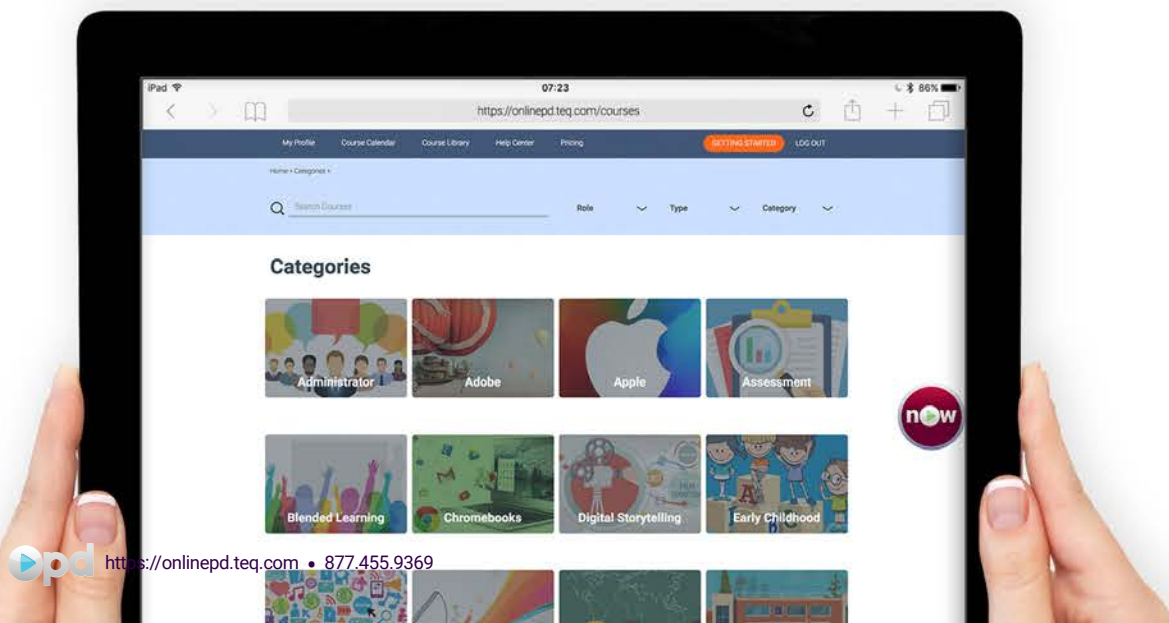 iPad 07:23 86%
https://onlinepd.teq.com/courses
My Profile Course Calendar Course Library Help Center Pricing GETTING STARTED LOG OUT
Home • Categories •
Search Courses Role Type Category
Categories
Administrator Adobe Apple Assessment
now
Blended Learning Chromebooks Digital Storytelling Early Childhood
opd https://onlinepd.teq.com • 877.455.9369